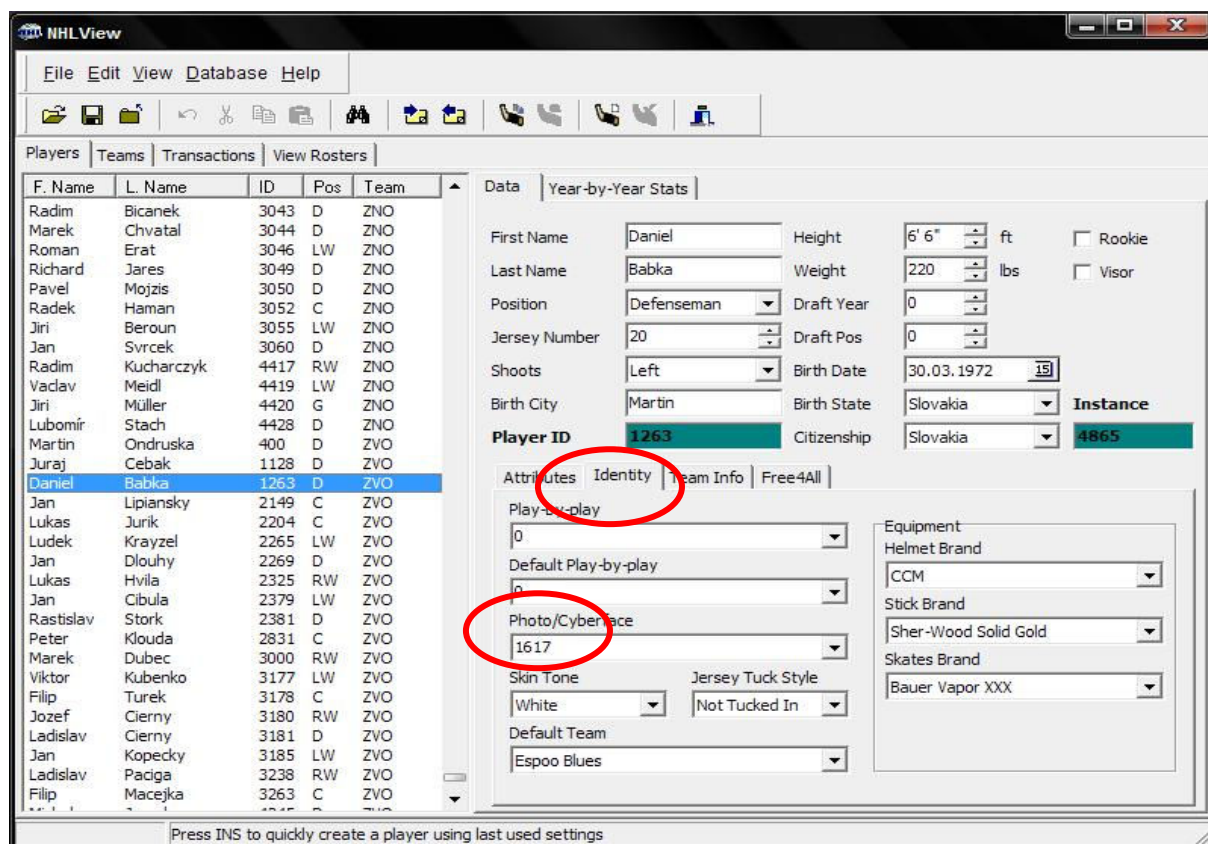 NHLView
File Edit View Database Help
Players Teams Transactions View Rosters
F. Name L. Name ID Pos Team
Radim Bicanek 3043 D ZNO
Marek Chvatal 3044 D ZNO
Roman Erat 3046 LW ZNO
Richard Jares 3049 D ZNO
Pavel Mojzis 3050 D ZNO
Radek Haman 3052 C ZNO
Jiri Beroun 3055 LW ZNO
Jan Svrcek 3060 D ZNO
Radim Kucharczyk 4417 RW ZNO
Vaclav Meidl 4419 LW ZNO
Jiri Müller 4420 G ZNO
Lubomír Stach 4428 D ZNO
Martin Ondruska 400 D ZVO
Juraj Cebak 1128 D ZVO
Daniel Babka 1263 D ZVO
Jan Lipiansky 2149 C ZVO
Lukas Jurik 2204 C ZVO
Ludek Krayzel 2265 LW ZVO
Jan Dlouhy 2269 D ZVO
Lukas Hvila 2325 RW ZVO
Jan Cibula 2379 LW ZVO
Rastislav Stork 2381 D ZVO
Peter Klouda 2831 C ZVO
Marek Dubec 3000 RW ZVO
Viktor Kubenko 3177 LW ZVO
Filip Turek 3178 C ZVO
Jozef Cierny 3180 RW ZVO
Ladislav Cierny 3181 D ZVO
Jan Kopecky 3185 LW ZVO
Ladislav Paciga 3238 RW ZVO
Filip Macejka 3263 C ZVO
Data Year-by-Year Stats
First Name Daniel Height 6' 6" ft Rookie
Last Name Babka Weight 220 lbs Visor
Position Defenseman Draft Year 0
Jersey Number 20 Draft Pos 0
Shoots Left Birth Date 30.03.1972 15
Birth City Martin Birth State Slovakia Instance
Player ID 1263 Citizenship Slovakia 4865
Attributes Identity Team Info Free4All
Play-by-play
0
Default Play-by-play
0
Photo/Cyberface
1617
Skin Tone Jersey Tuck Style
White Not Tucked In
Default Team
Espoo Blues
Equipment
Helmet Brand
CCM
Stick Brand
Sher-Wood Solid Gold
Skates Brand
Bauer Vapor XXX
Press INS to quickly create a player using last used settings